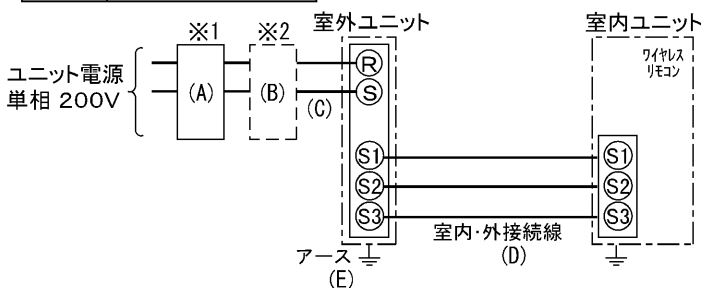 ※1
※2
室外ユニット
室内ユニット
ユニット電源
単相 200V
(A)
(B)
(C)
R
S
ワイヤレス
リモコン
S1
S2
S3
S1
S2
S3
室内・外接続線
(D)
アース
(E)